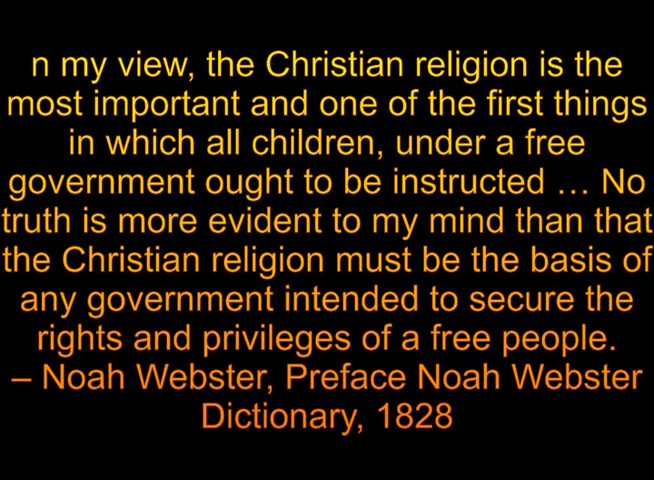 n my view, the Christian religion is the
most important and one of the first things
in which all children, under a free
government ought to be instructed … No
truth is more evident to my mind than that
the Christian religion must be the basis of
any government intended to secure the
rights and privileges of a free people.
– Noah Webster, Preface Noah Webster
Dictionary, 1828